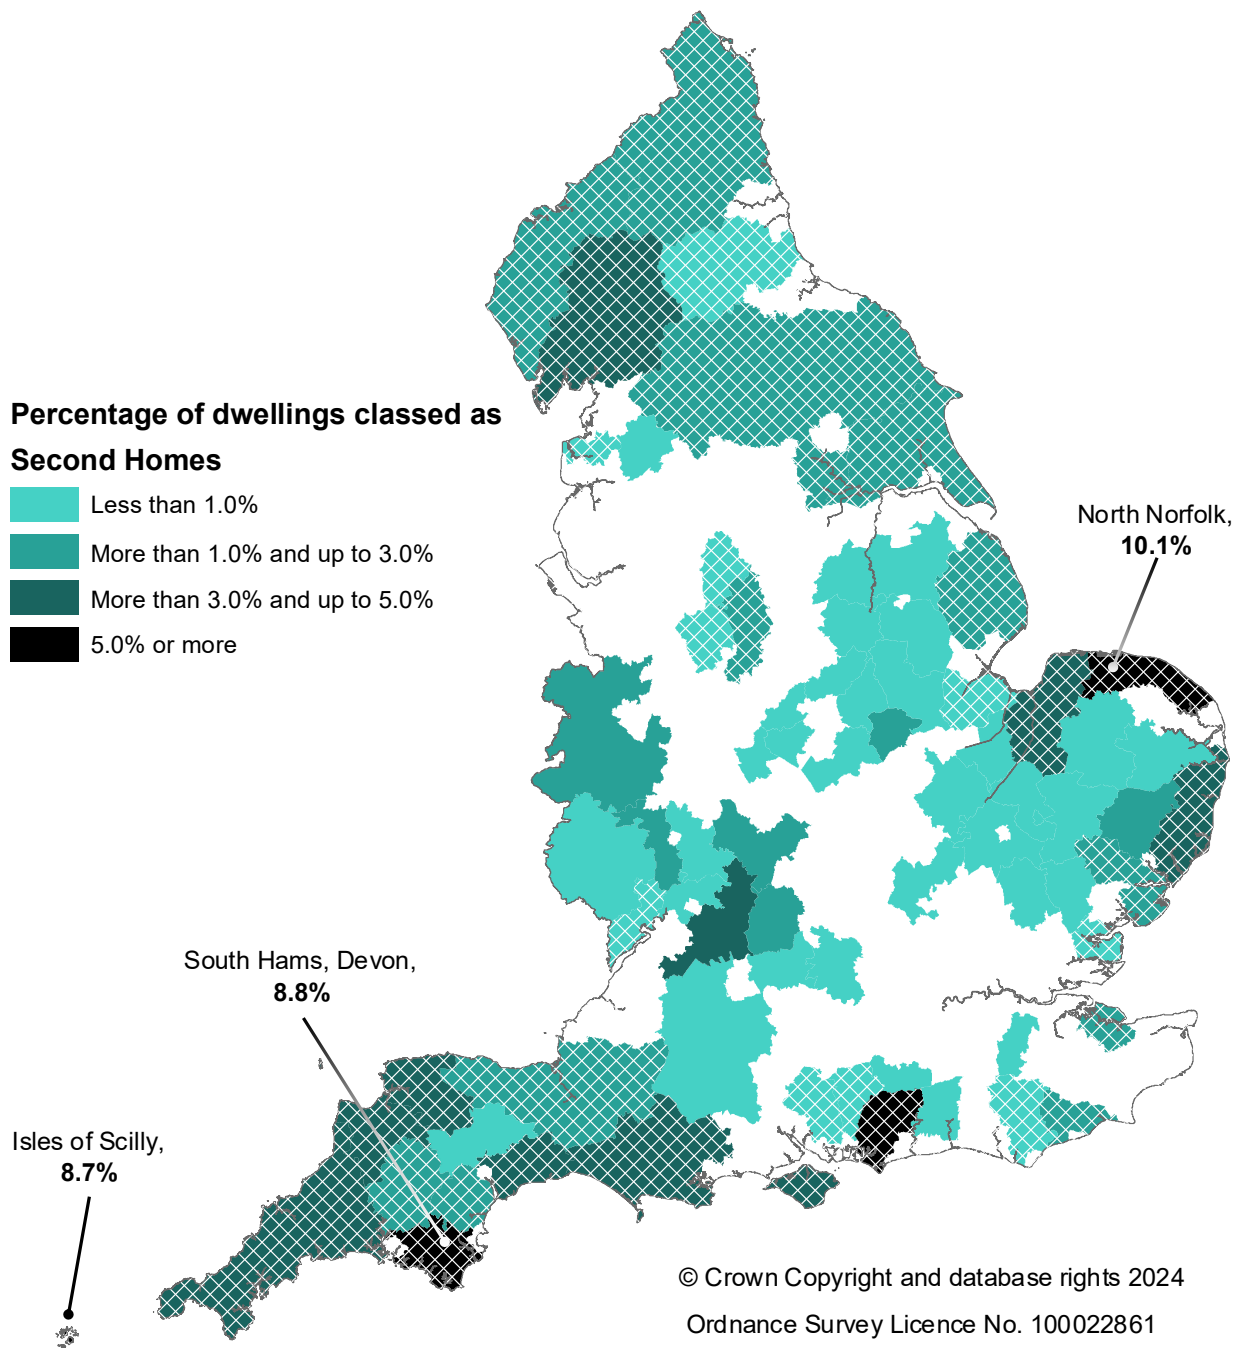 Percentage of dwellings classed as
Second Homes
Less than 1.0%
More than 1.0% and up to 3.0%
More than 3.0% and up to 5.0%
5.0% or more
North Norfolk,
10.1%
South Hams, Devon,
8.8%
Isles of Scilly,
8.7%
© Crown Copyright and database rights 2024
Ordnance Survey Licence No. 100022861